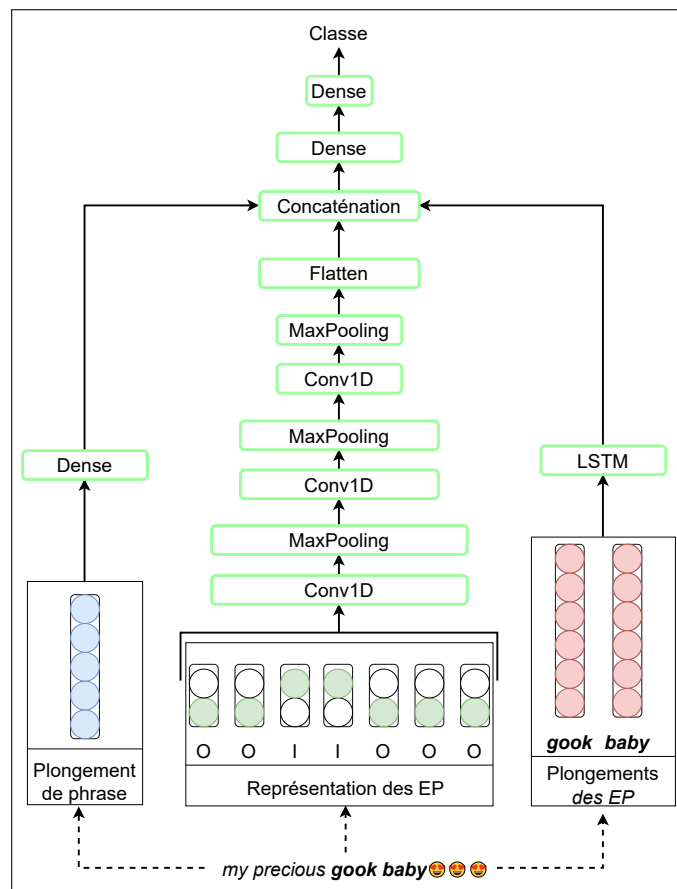 Classe
Dense
Dense
Concaténation
Flatten
MaxPooling
Conv1D
MaxPooling
Dense
Conv1D
LSTM
MaxPooling
Conv1D
O O I I O O O
gook baby
Plongement
de phrase
Représentation des EP
Plongements
des EP
my precious gook baby😍😍😍